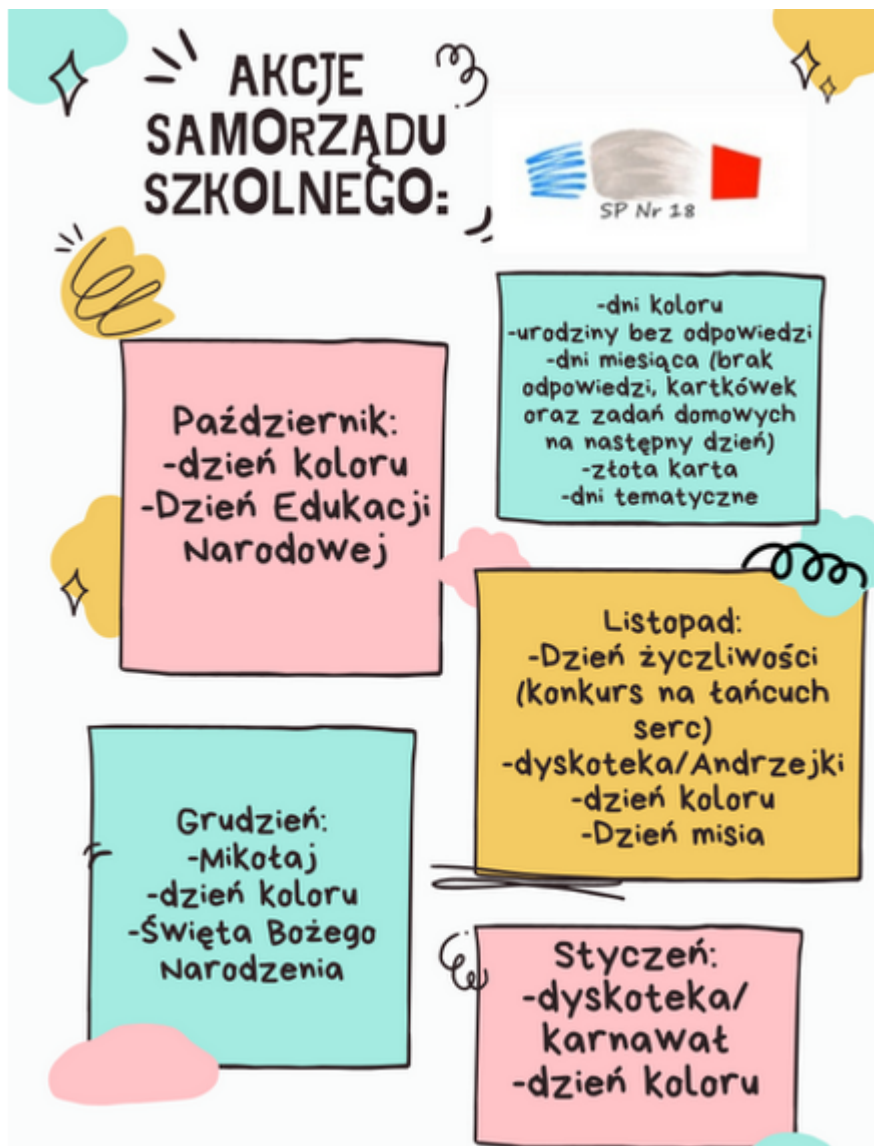 AKCJE
SAMORZĄDU
SZKOLNEGO:
SP Nr 18
-dni koloru
-urodziny bez odpowiedzi
-dni miesiąca (brak
odpowiedzi, kartkówek
oraz zadań domowych
na następny dzień)
-złota karta
-dni tematyczne
Październik:
-dzień koloru
-Dzień Edukacji
Narodowej
Listopad:
-Dzień życzliwości
(konkurs na łańcuch
serc)
-dyskoteka/Andrzejki
-dzień koloru
-Dzień misia
Grudzień:
-Mikołaj
-dzień koloru
-Święta Bożego
Narodzenia
Styczeń:
-dyskoteka/
karnawał
-dzień koloru